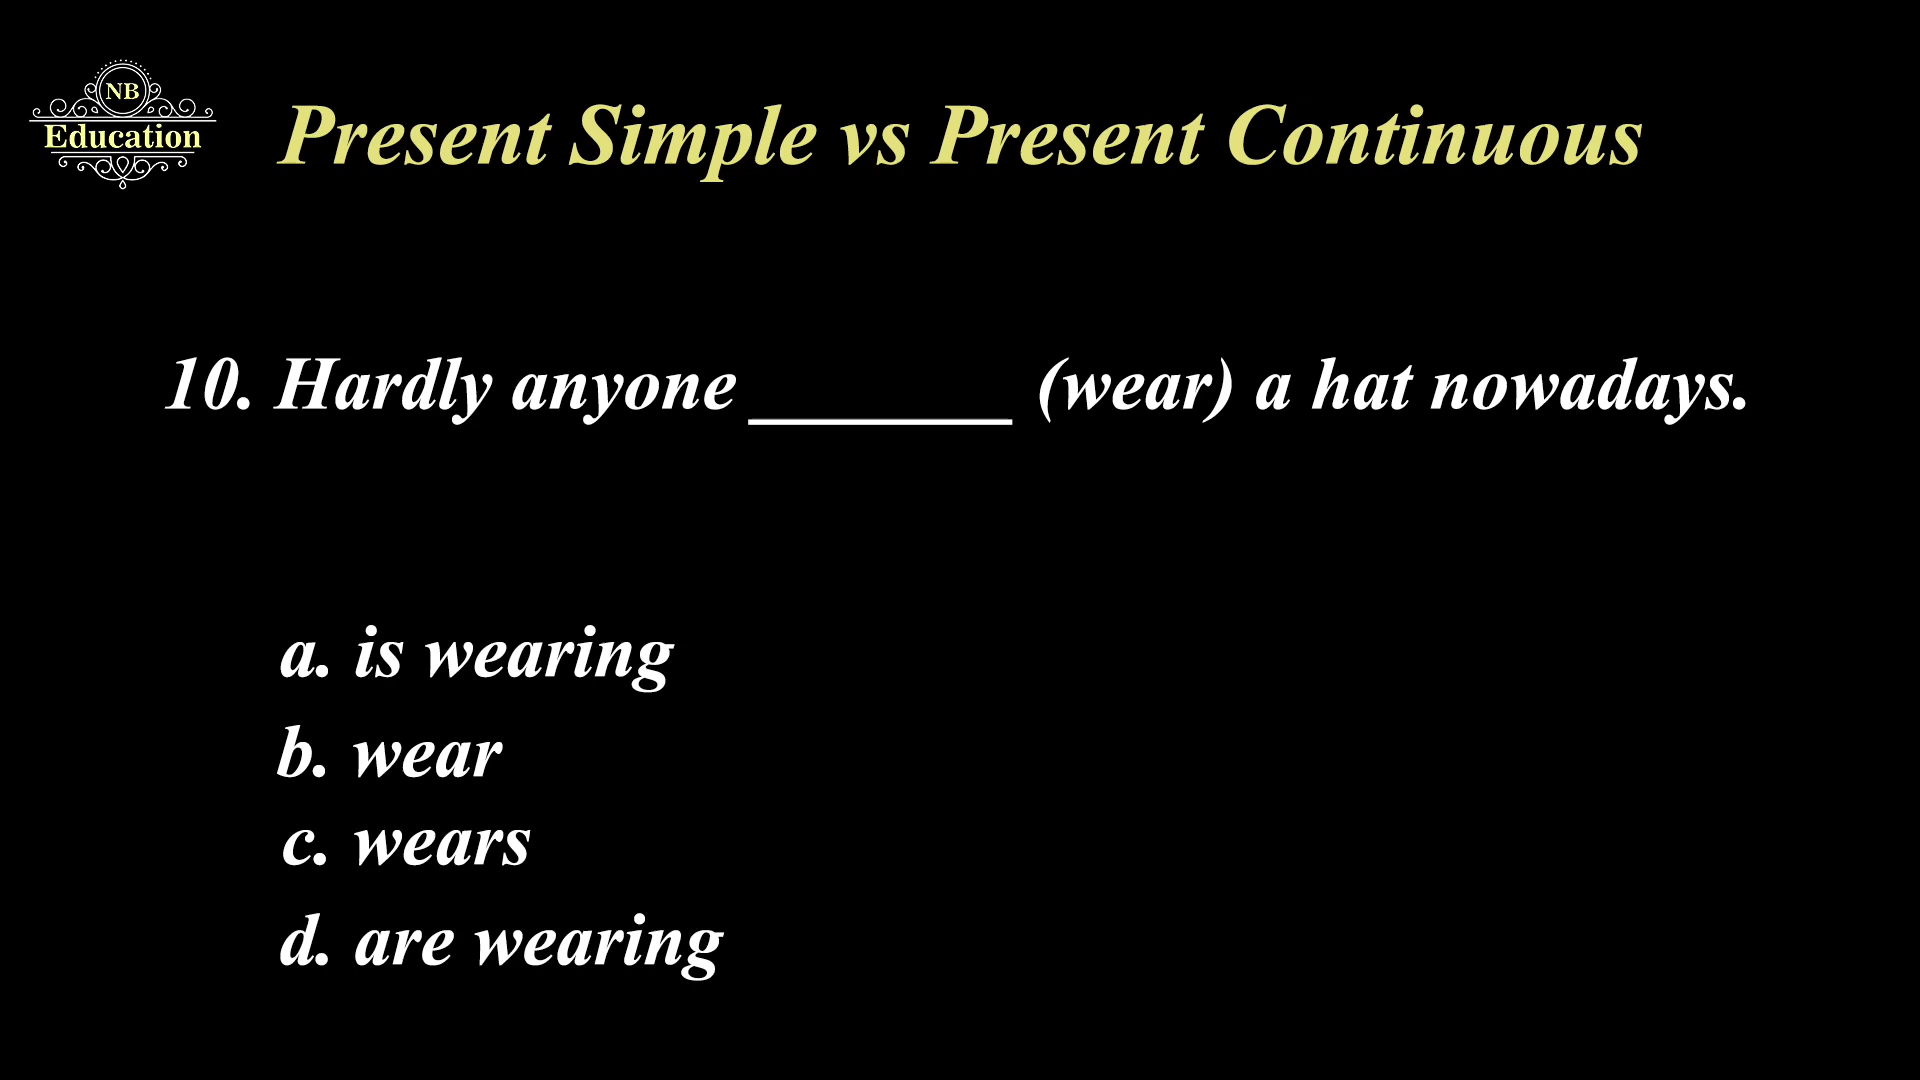 NB
Education
Present Simple vs Present Continuous
10. Hardly anyone ________ (wear) a hat nowadays.
a. is wearing
b. wear
c. wears
d. are wearing